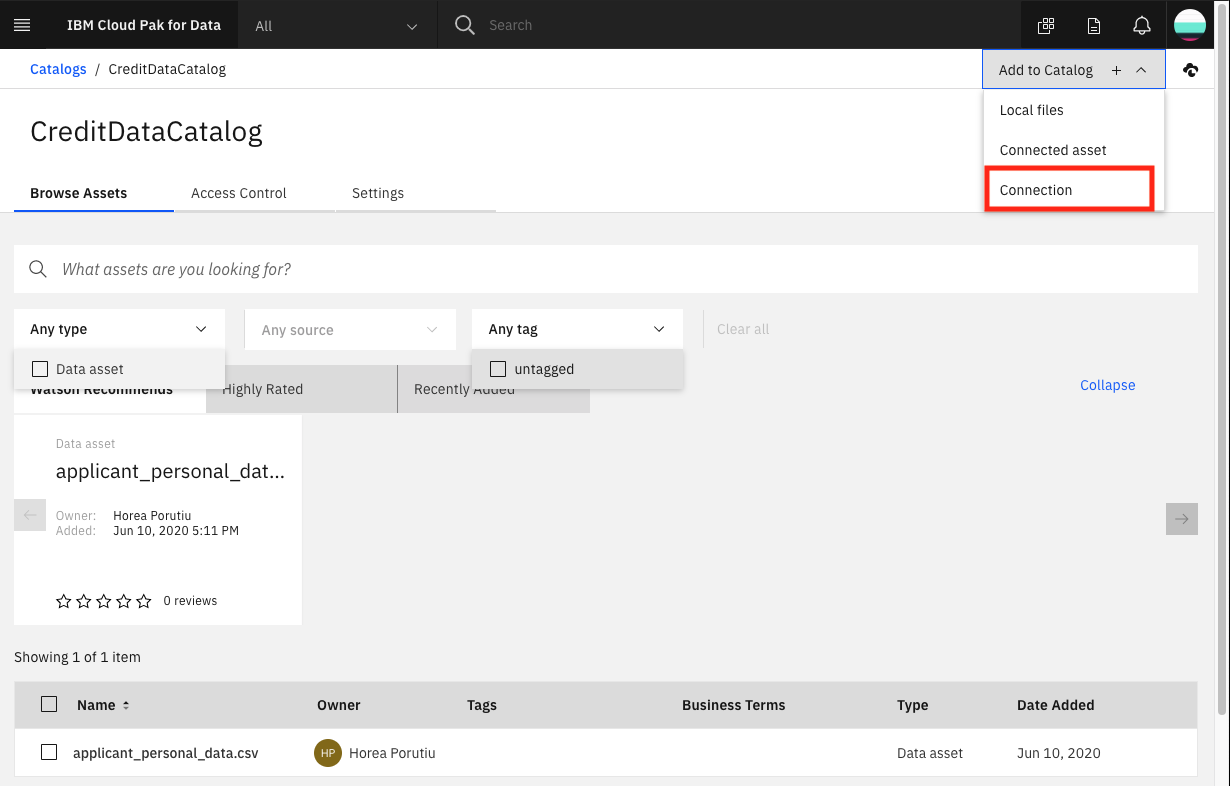 IBM Cloud Pak for Data
All
Search
Catalogs / CreditDataCatalog
Add to Catalog +
Local files
Connected asset
Connection
CreditDataCatalog
Browse Assets
Access Control
Settings
What assets are you looking for?
Any type
Any source
Any tag
Clear all
Data asset
untagged
Watson Recommends
Highly Rated
Recently Added
Collapse
Data asset
applicant_personal_dat...
Owner: Horea Porutiu
Added: Jun 10, 2020 5:11 PM
0 reviews
Showing 1 of 1 item
Name Owner Tags Business Terms Type Date Added
applicant_personal_data.csv HP Horea Porutiu Data asset Jun 10, 2020